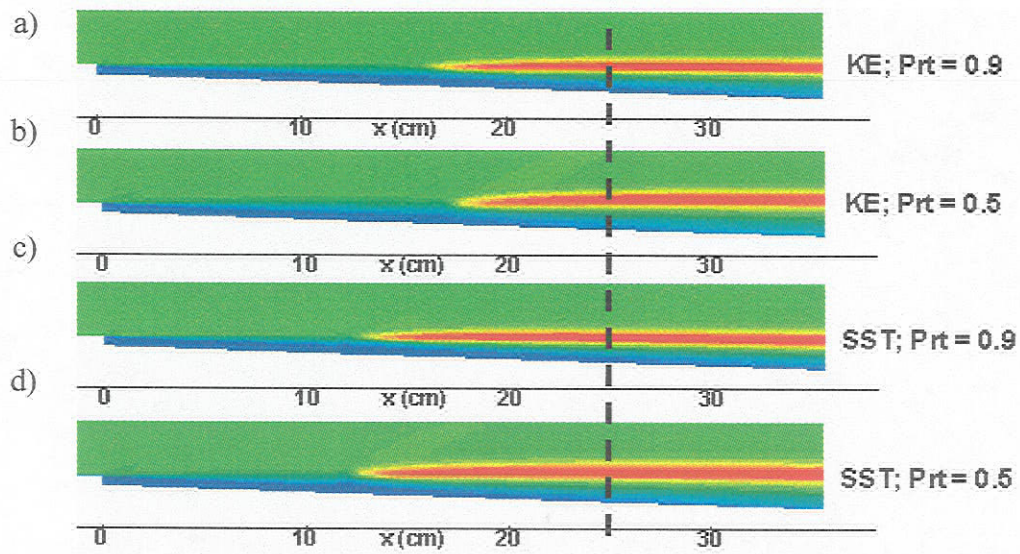 a)
KE; Prt = 0.9
0 10 x (cm) 20 30
b)
KE; Prt = 0.5
0 10 x (cm) 20 30
c)
SST; Prt = 0.9
0 10 x (cm) 20 30
d)
SST; Prt = 0.5
0 10 x (cm) 20 30